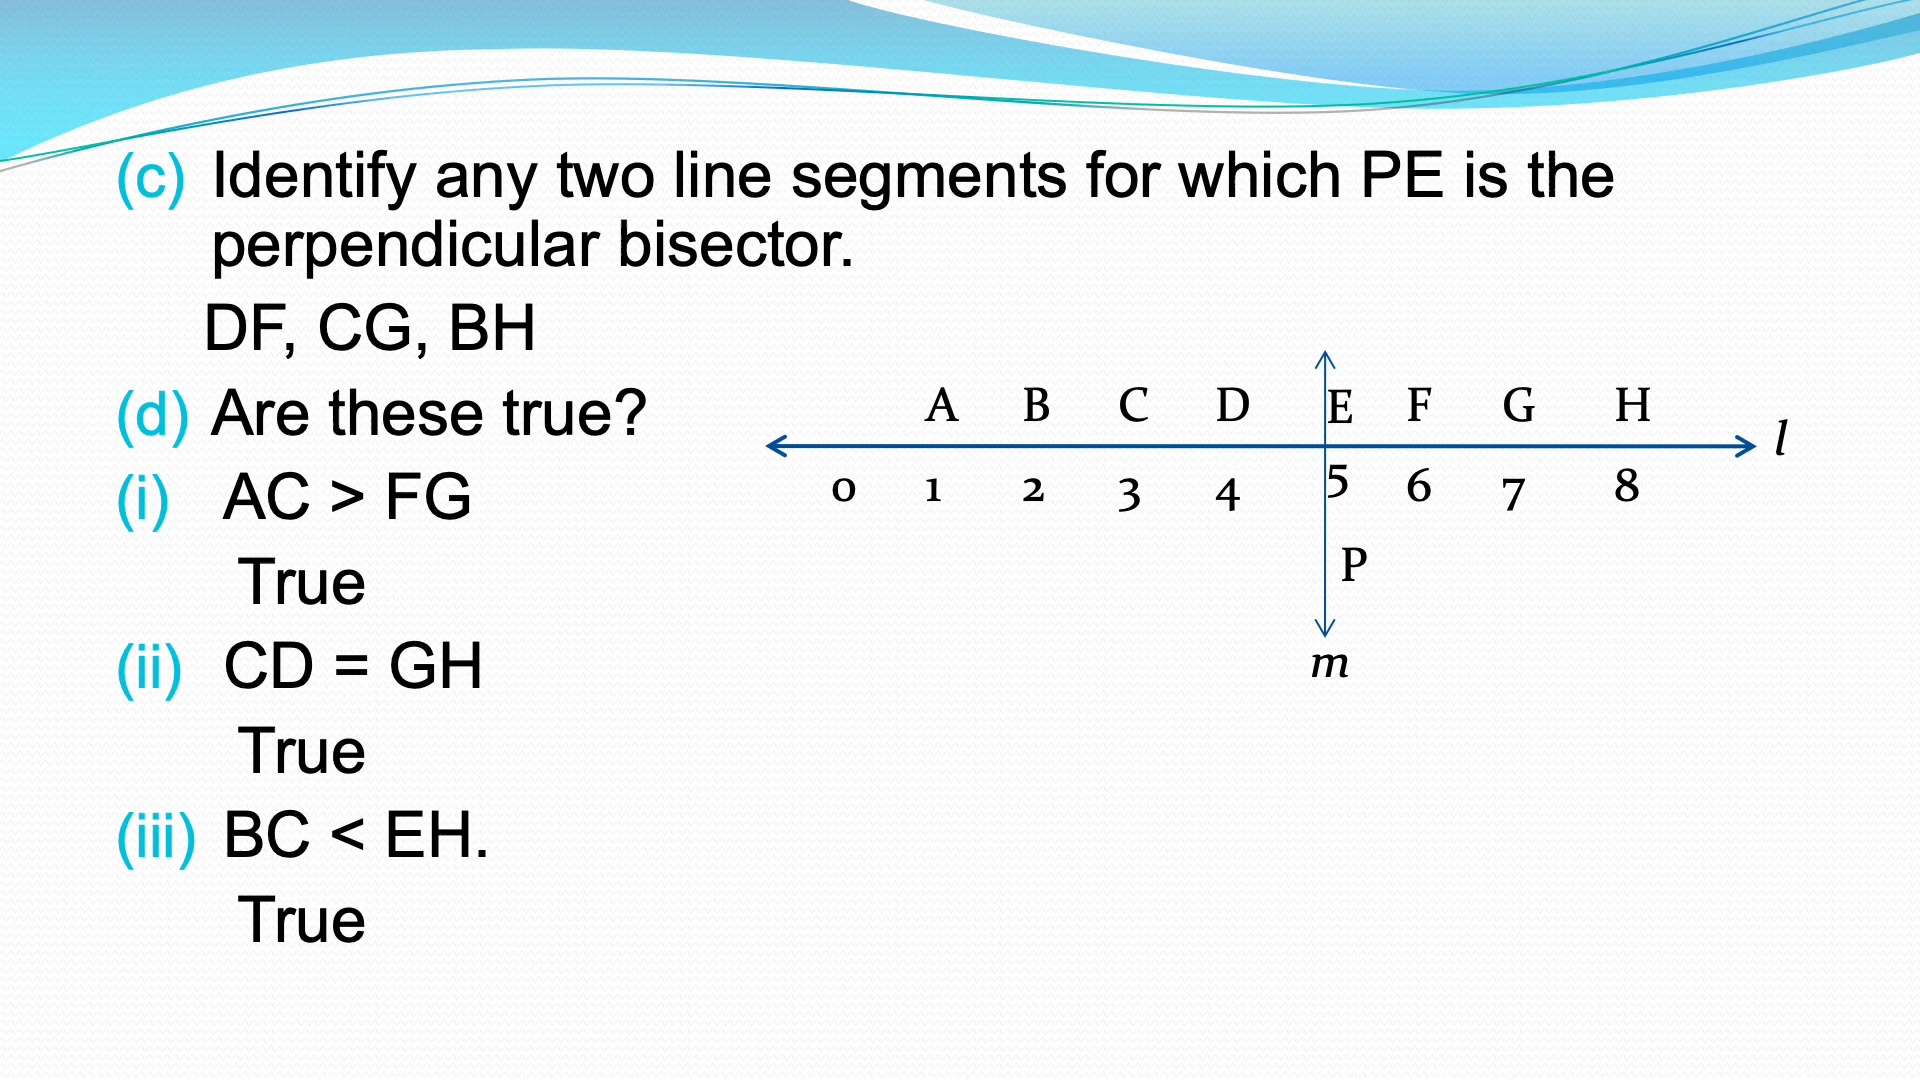 (c) Identify any two line segments for which PE is the
perpendicular bisector.
DF, CG, BH
(d) Are these true?
(i) AC > FG
True
(ii) CD = GH
True
(iii) BC < EH.
True
A B C D E F G H
l
0 1 2 3 4 5 6 7 8
P
m